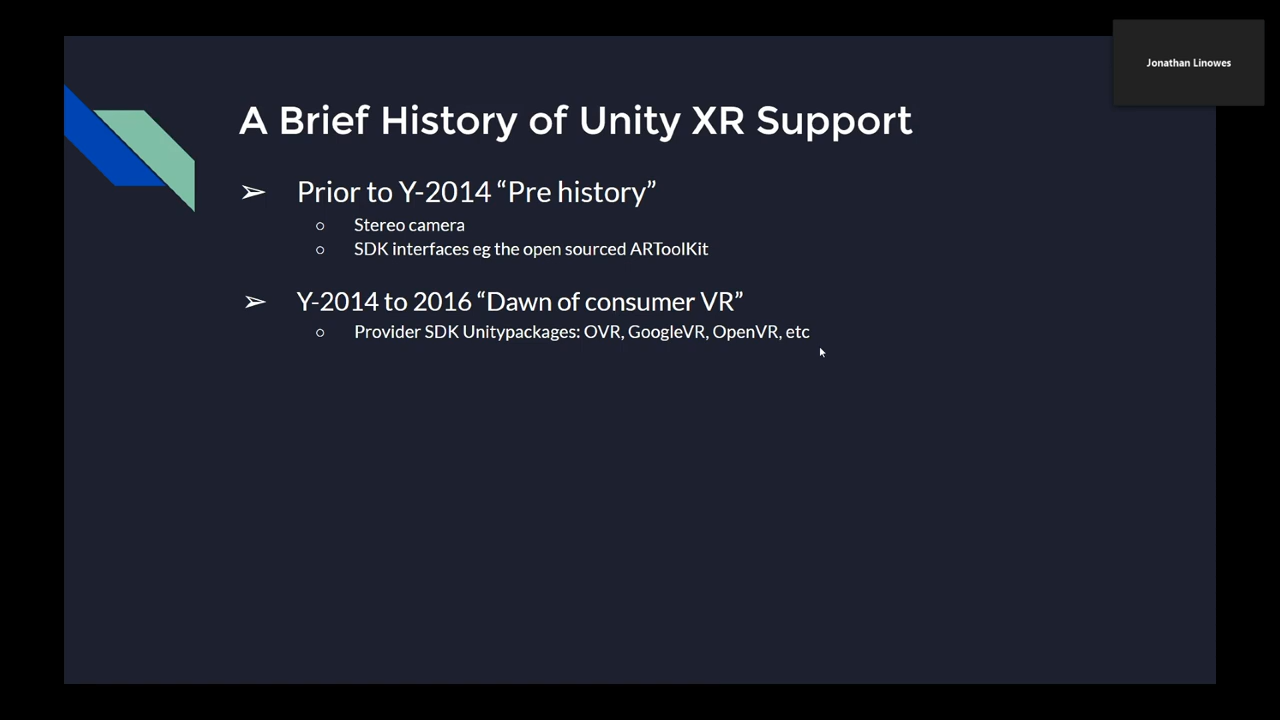 Jonathan Linowes
A Brief History of Unity XR Support
➢ Prior to Y-2014 “Pre history”
○ Stereo camera
○ SDK interfaces eg the open sourced ARToolKit
➢ Y-2014 to 2016 “Dawn of consumer VR”
○ Provider SDK Unitypackages: OVR, GoogleVR, OpenVR, etc